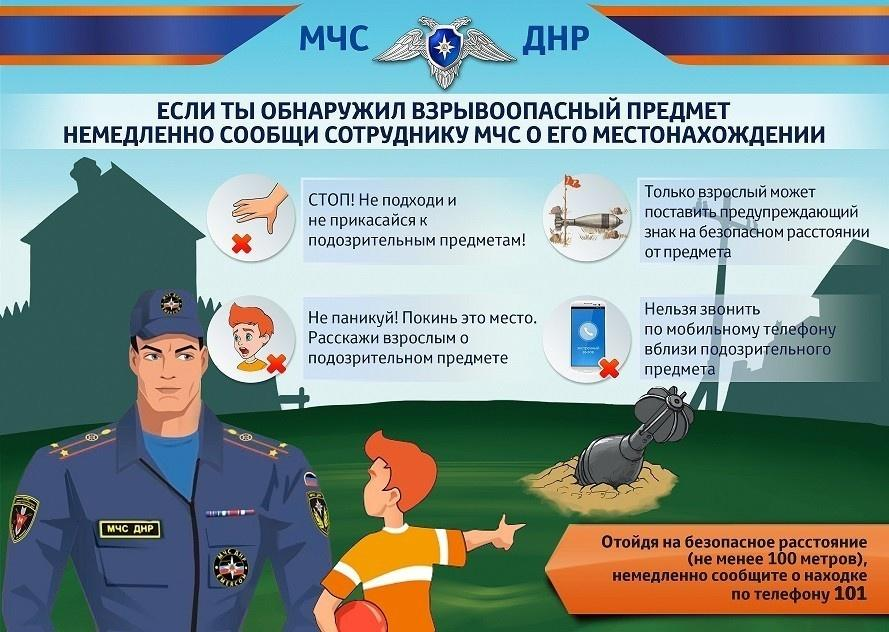 МЧС ДНР
ЕСЛИ ТЫ ОБНАРУЖИЛ ВЗРЫВООПАСНЫЙ ПРЕДМЕТ
НЕМЕДЛЕННО СООБЩИ СОТРУДНИКУ МЧС О ЕГО МЕСТОНАХОЖДЕНИИ
СТОП! Не подходи и
не прикасайся к
подозрительным предметам!
Только взрослый может
поставить предупреждающий
знак на безопасном расстоянии
от предмета
Не паникуй! Покинь это место.
Расскажи взрослым о
подозрительном предмете
Нельзя звонить
по мобильному телефону
вблизи подозрительного
предмета
МЧС ДНР
МЧС ДНР
Отойдя на безопасное расстояние
(не менее 100 метров),
немедленно сообщите о находке
по телефону 101